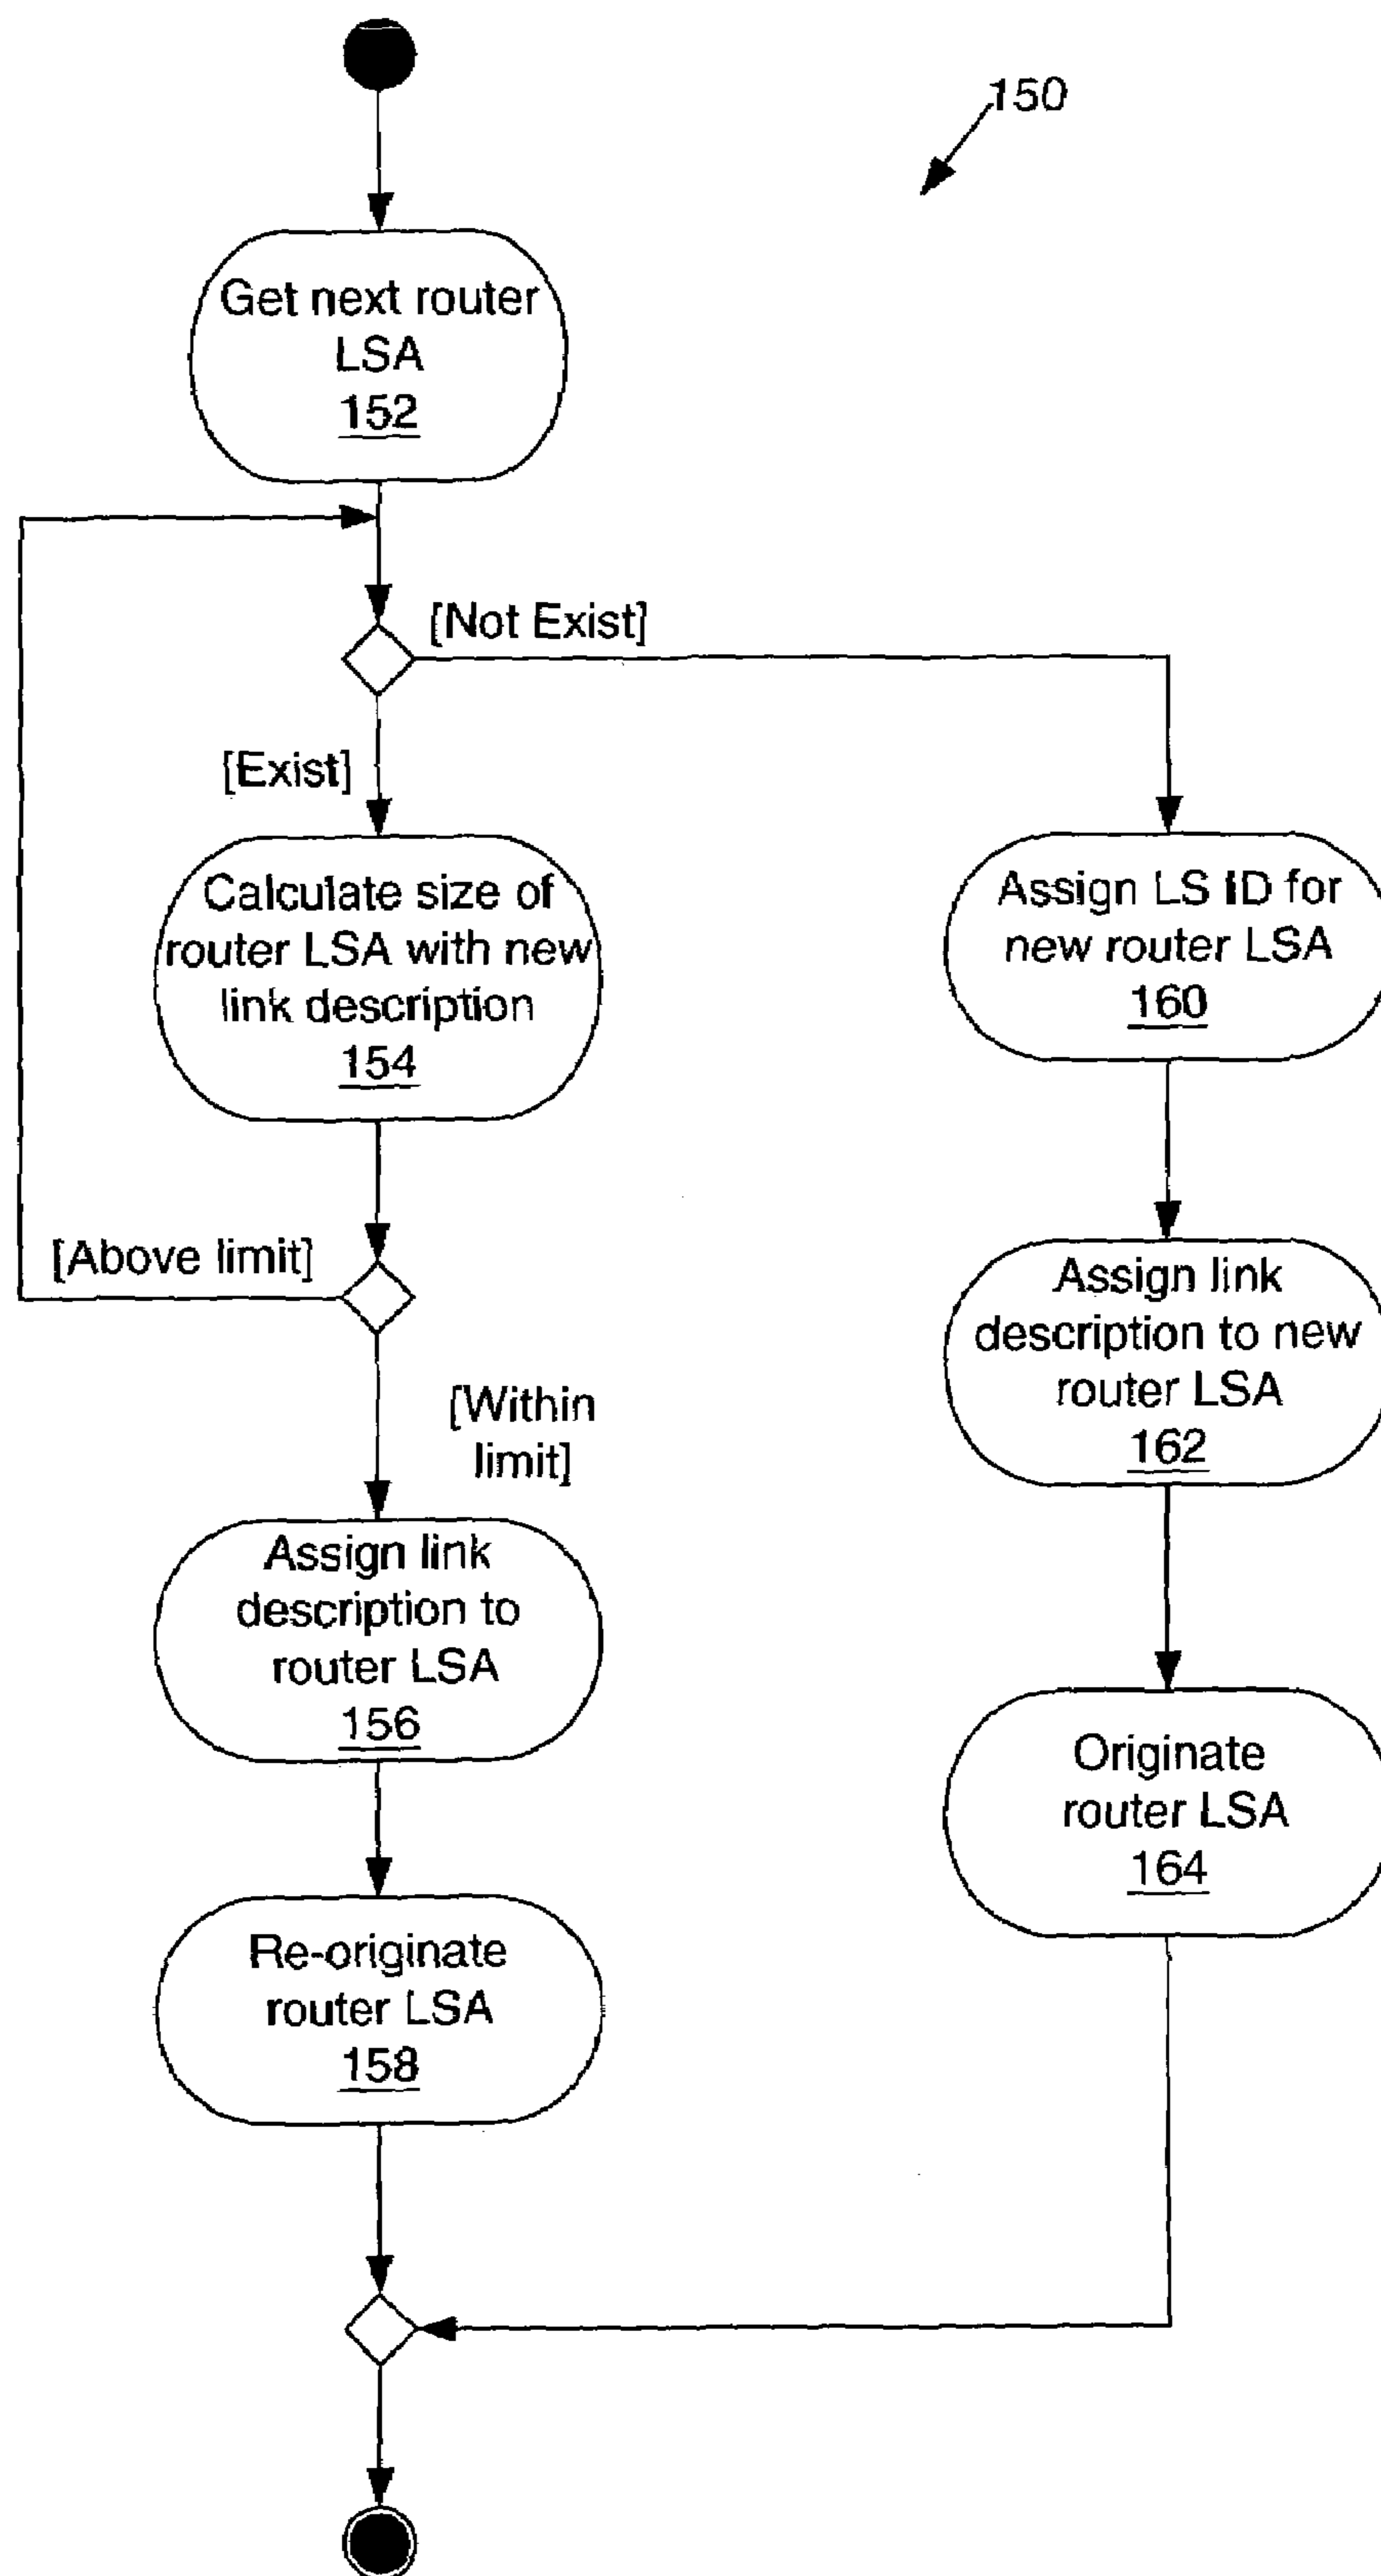 150
Get next router
LSA
152
[Not Exist]
[Exist]
Calculate size of
router LSA with new
link description
154
Assign LS ID for
new router LSA
160
[Above limit]
[Within
limit]
Assign link
description to new
router LSA
162
Assign link
description to
router LSA
156
Originate
router LSA
164
Re-originate
router LSA
158